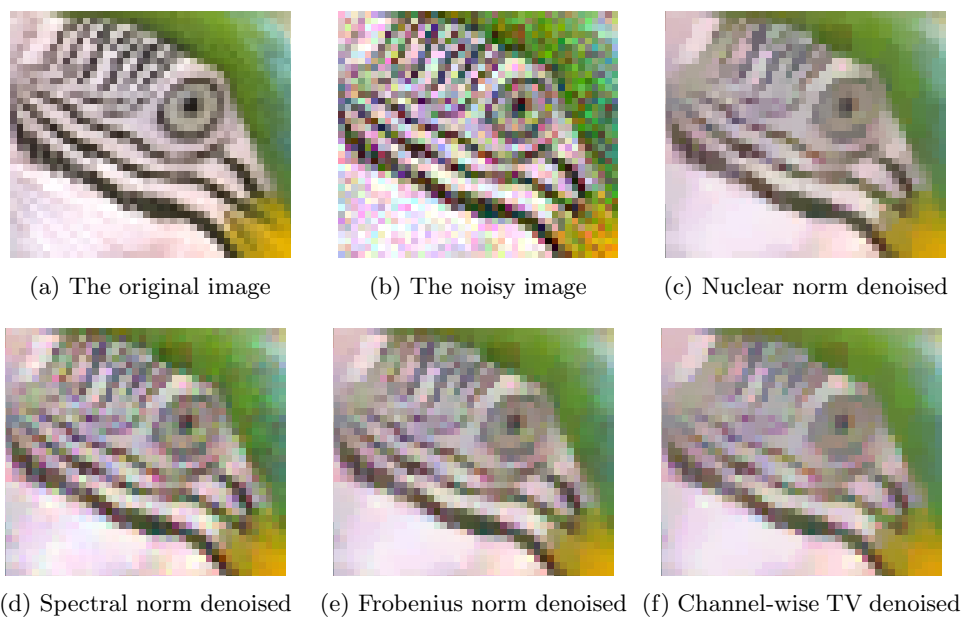 (a) The original image
(b) The noisy image
(c) Nuclear norm denoised
(d) Spectral norm denoised
(e) Frobenius norm denoised
(f) Channel-wise TV denoised